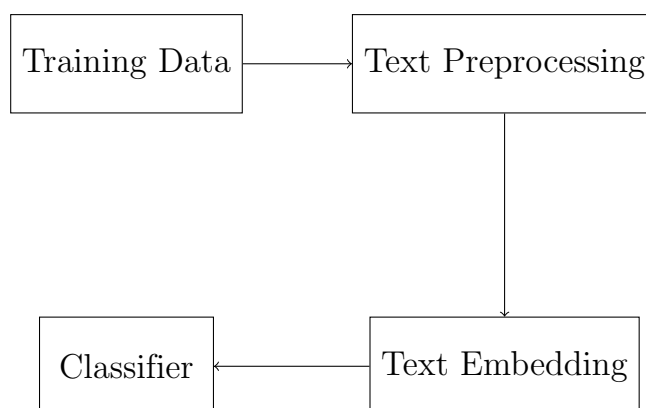 Training Data
Text Preprocessing
Classifier
Text Embedding